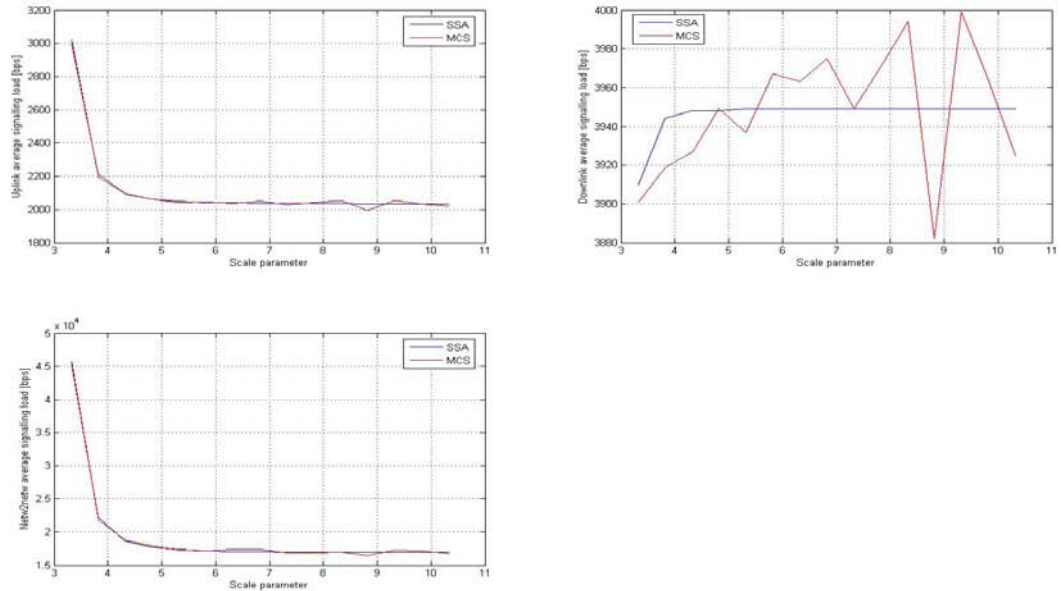 3200
3000
2800
2600
2400
2200
2000
1800
3 4 5 6 7 8 9 10 11
Scale parameter
Uplink average signalling load [bps]
SSA
MCS
4000
3980
3960
3940
3920
3900
3880
3 4 5 6 7 8 9 10 11
Scale parameter
Downlink average signalling load [bps]
SSA
MCS
x 10^4
5
4.5
4
3.5
3
2.5
2
1.5
3 4 5 6 7 8 9 10 11
Scale parameter
Netw2netw average signalling load [bps]
SSA
MCS